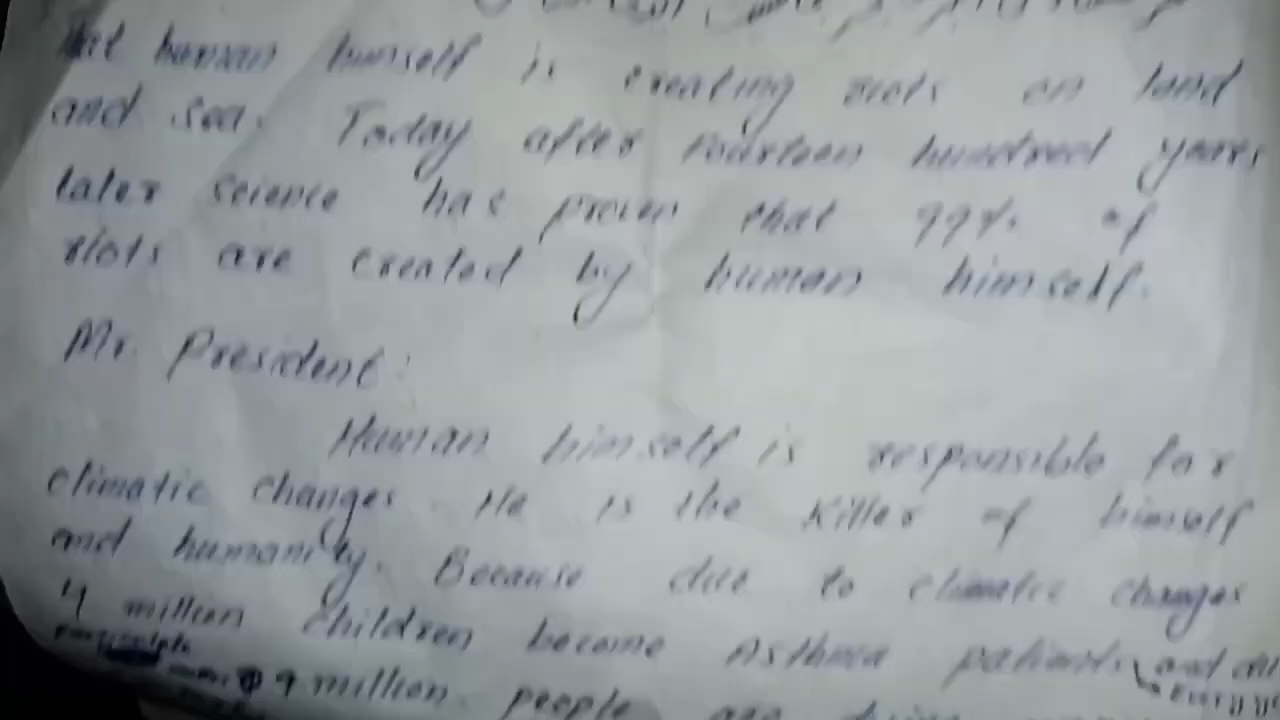 that human himself is creating riots on land
and sea. Today after Fourteen hundred years
later science has proven that 99% of
riots are created by human himself.
Mr. President:
Human himself is responsible for
climatic changes. He is the killer of himself
and humanity. Because due to climatic changes
4 million children become Asthma patients and
9 million people are